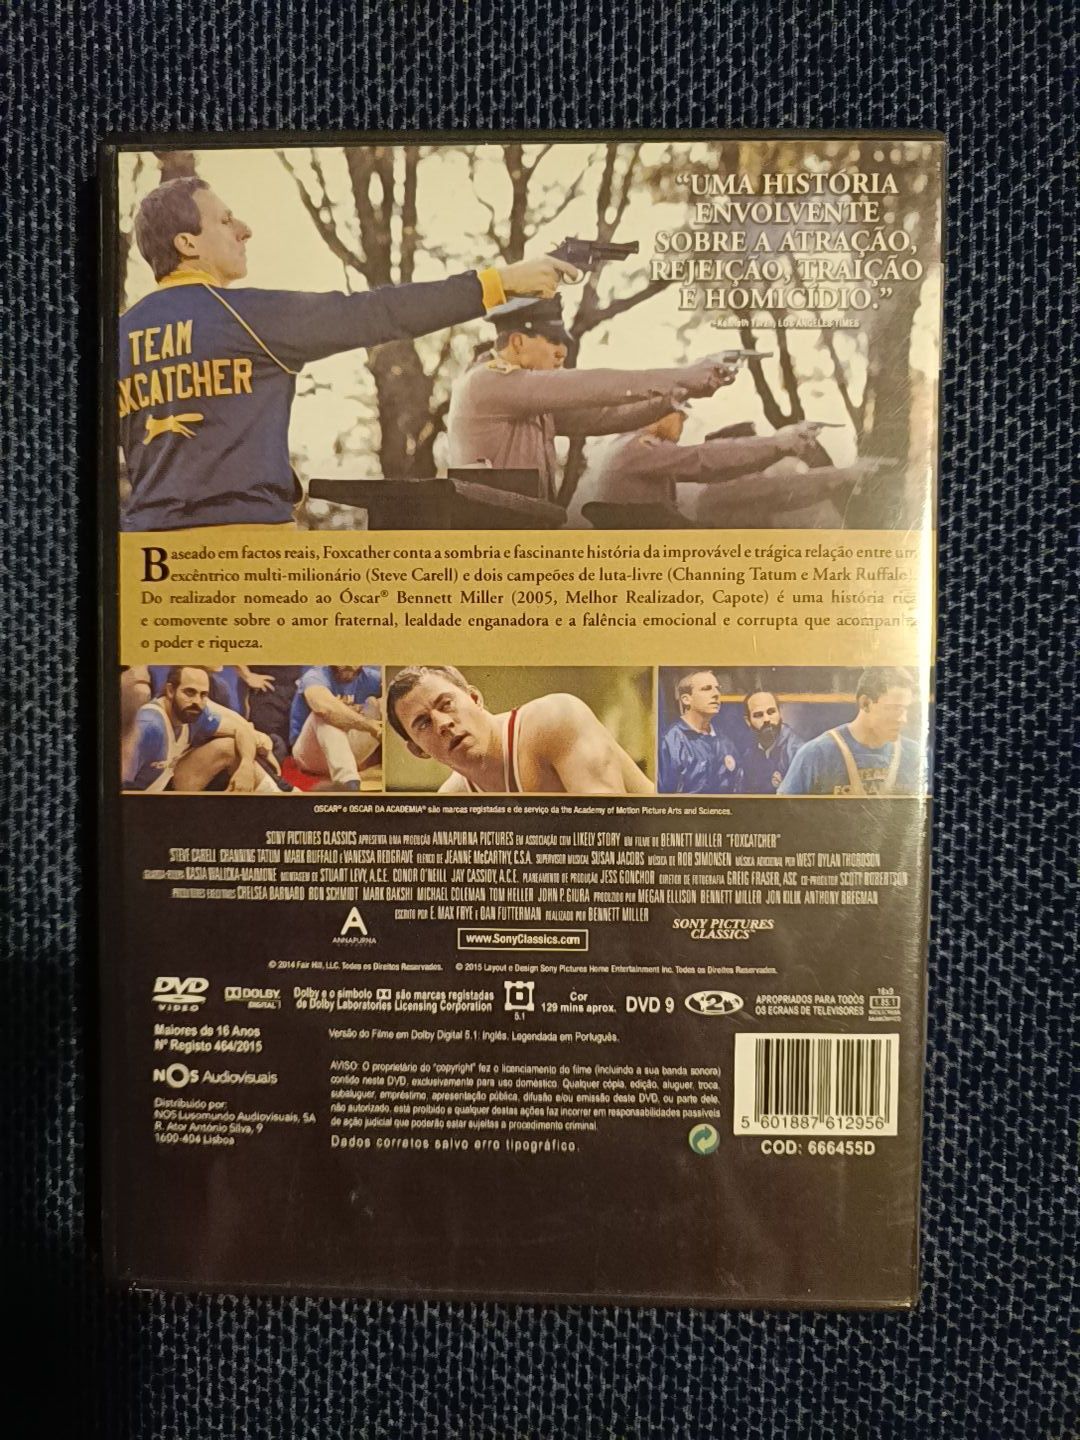 “UMA HISTÓRIA
ENVOLVENTE
SOBRE A ATRAÇÃO,
REJEIÇÃO, TRAIÇÃO
E HOMICÍDIO.”
LOS ANGELES TIMES
TEAM
XCATCHER
Baseado em factos reais, Foxcather conta a sombria e fascinante história da improvável e trágica relação entre um
excêntrico multi-milionário (Steve Carell) e dois campeões de luta-livre (Channing Tatum e Mark Ruffalo).
Do realizador nomeado ao Óscar® Bennett Miller (2005, Melhor Realizador, Capote) é uma história rica
e comovente sobre o amor fraternal, lealdade enganadora e a falência emocional e corrupta que acompanha
o poder e riqueza.
OSCAR® e OSCAR DA ACADEMIA® são marcas registadas e de serviço da the Academy of Motion Picture Arts and Sciences.
SONY PICTURES CLASSICS APRESENTA UMA PRODUÇÃO ANNAPURNA PICTURES EM ASSOCIAÇÃO COM LIKELY STORY UM FILME DE BENNETT MILLER "FOXCATCHER"
STEVE CARELL CHANNING TATUM MARK RUFFALO E VANESSA REDGRAVE ELENCO DE JEANNE McCARTHY, C.S.A. SUPERVISOR MUSICAL SUSAN JACOBS MÚSICA DE ROB SIMONSEN MÚSICA ADICIONAL POR WEST DYLAN THORDSON
KASIA WALICKA-MAIMONE MONTAGEM DE STUART LEVY, A.C.E. CONOR O'NEILL JAY CASSIDY, A.C.E. PLANEAMENTO DE PRODUÇÃO JESS GONCHOR DIRETOR DE FOTOGRAFIA GREIG FRASER, ASC CO-PRODUTOR SCOTT ROBERTSON
PRODUTORES EXECUTIVOS CHELSEA BARNARD RON SCHMIDT MARK BAKSHI MICHAEL COLEMAN TOM HELLER JOHN P. GIURA PRODUZIDO POR MEGAN ELLISON BENNETT MILLER JON KILIK ANTHONY BREGMAN
ESCRITO POR E. MAX FRYE E DAN FUTTERMAN REALIZADO POR BENNETT MILLER
ANNAPURNA
www.SonyClassics.com
SONY PICTURES
CLASSICS™
© 2014 Fair Hill, LLC. Todos os Direitos Reservados. © 2015 Layout e Design Sony Pictures Home Entertainment Inc. Todos os Direitos Reservados.
DVD
VIDEO
DOLBY
DIGITAL
Dolby e o símbolo são marcas registadas
de Dolby Laboratories Licensing Corporation
5.1
Cor
129 mins aprox.
DVD 9
2
APROPRIADOS PARA TODOS
OS ECRANS DE TELEVISORES
16x9
1.85:1
Maiores de 16 Anos
Nº Registo 464/2015
Versão do Filme em Dolby Digital 5.1: Inglês. Legendada em Português.
NOS Audiovisuais
AVISO: O proprietário do "copyright" fez o licenciamento do filme (incluindo a sua banda sonora)
contido neste DVD, exclusivamente para uso doméstico. Qualquer cópia, edição, aluguer, troca,
subaluguer, empréstimo, apresentação pública, difusão e/ou emissão deste DVD, ou parte dele,
não autorizado, está proibido e qualquer destas ações faz incorrer em responsabilidades passíveis
de ação judicial que poderão estar sujeitas a procedimento criminal.
Dados corretos salvo erro tipográfico.
Distribuido por:
NOS Lusomundo Audiovisuais, SA
R. Ator António Silva, 9
1600-404 Lisboa
5 601887 612956
COD: 666455D